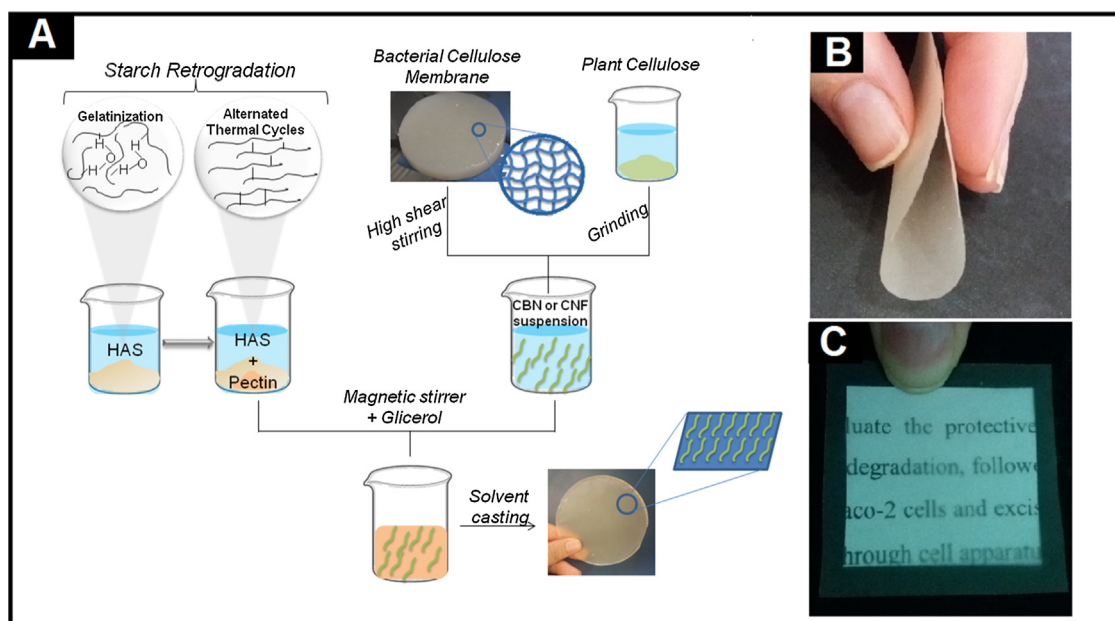 A
Starch Retrogradation
Gelatinization
H
H
O
H
H
O
Alternated
Thermal Cycles
Bacterial Cellulose
Membrane
Plant Cellulose
High shear
stirring
Grinding
HAS
HAS
+
Pectin
CBN or CNF
suspension
Magnetic stirrer
+ Glicerol
Solvent
casting
B
C
luate the protective
degradation, followe
aco-2 cells and excis
hrough cell apparatu